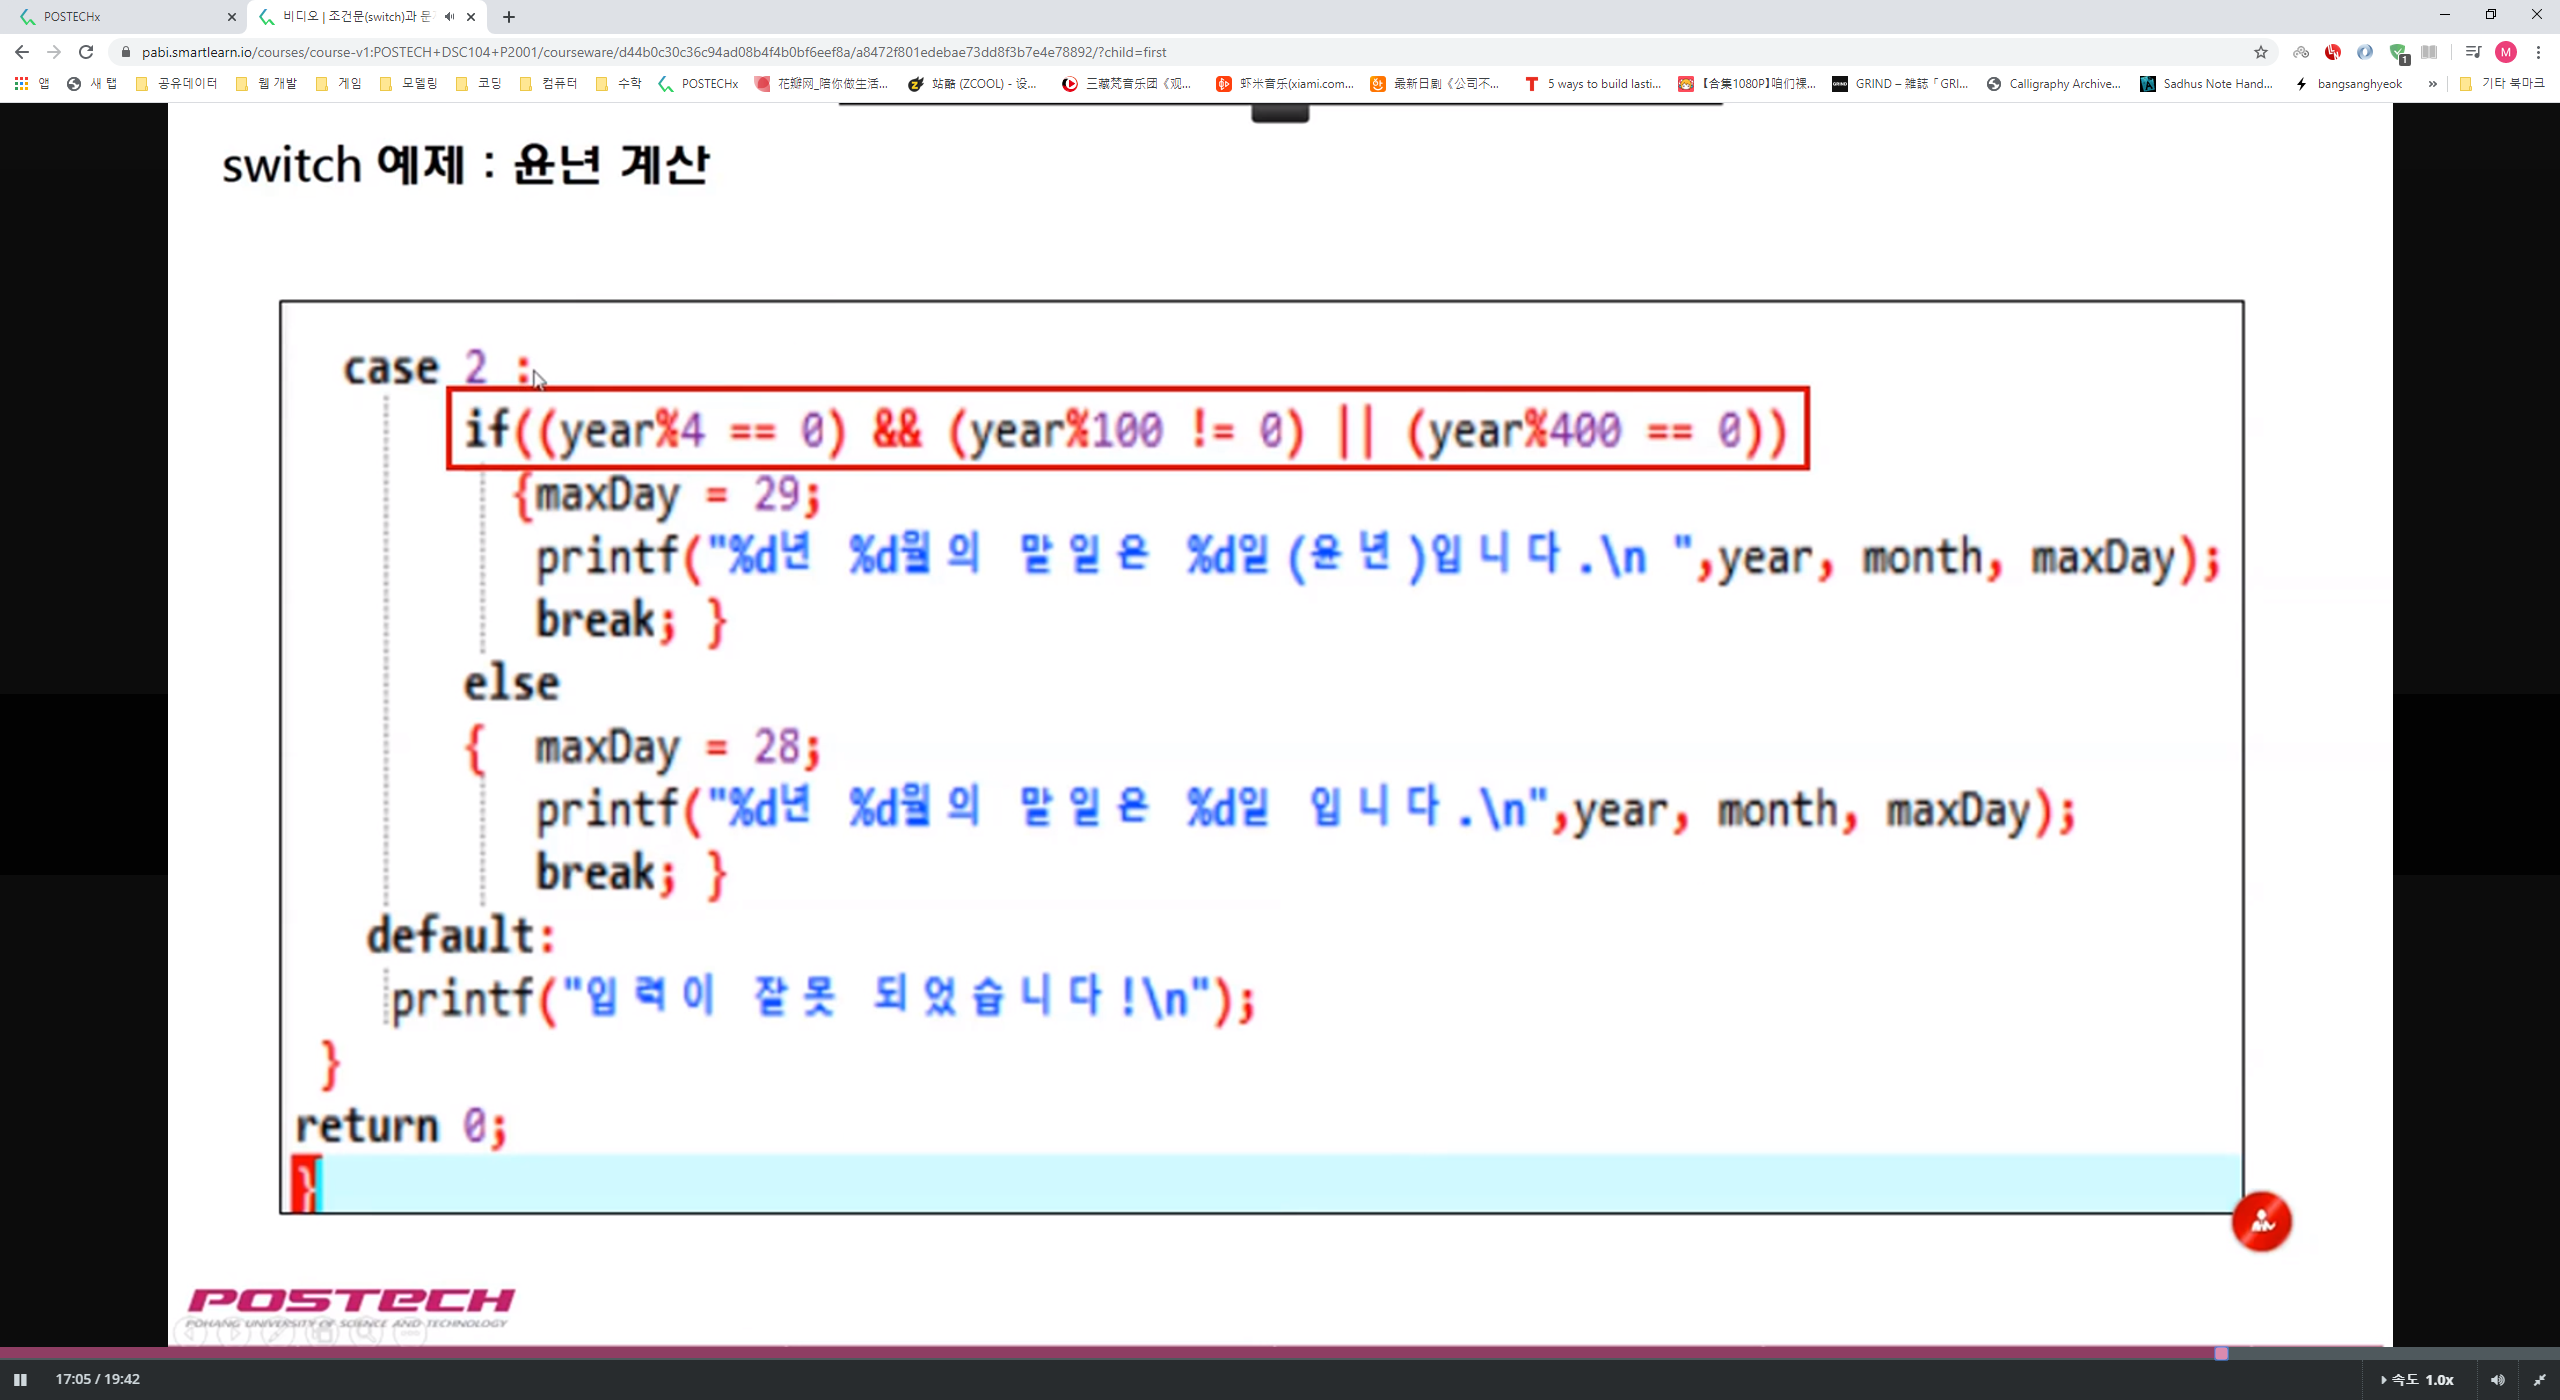 POSTECHx
비디오 | 조건문(switch)과 문
pabi.smartlearn.io/courses/course-v1:POSTECH+DSC104+P2001/courseware/d44b0c30c36c94ad08b4f4b0bf6eef8a/a8472f801edebae73dd8f3b7e4e78892/?child=first
M
1
앱 새 탭 공유데이터 웹 개발 게임 모델링 코딩 컴퓨터 수학 POSTECHx 花瓣网_陪你做生活... 站酷 (ZCOOL) - 设... 三藏梵音乐团《观... 虾米音乐(xiami.com... 最新日剧《公司不... 5 ways to build lasti... 【合集1080P】咱们裸... GRIND – 雑誌「GRI... Calligraphy Archive... Sadhus Note Hand... bangsanghyeok » 기타 북마크
switch 예제 : 윤년 계산
case 2 :
if((year%4 == 0) && (year%100 != 0) || (year%400 == 0))
{maxDay = 29;
printf("%d년 %d월의 말일은 %d일(윤년)입니다.\n ",year, month, maxDay);
break; }
else
{ maxDay = 28;
printf("%d년 %d월의 말일은 %d일 입니다.\n",year, month, maxDay);
break; }
default:
printf("입력이 잘못 되었습니다!\n");
}
return 0;
}
POSTECH
POHANG UNIVERSITY OF SCIENCE AND TECHNOLOGY
17:05 / 19:42
속도 1.0x